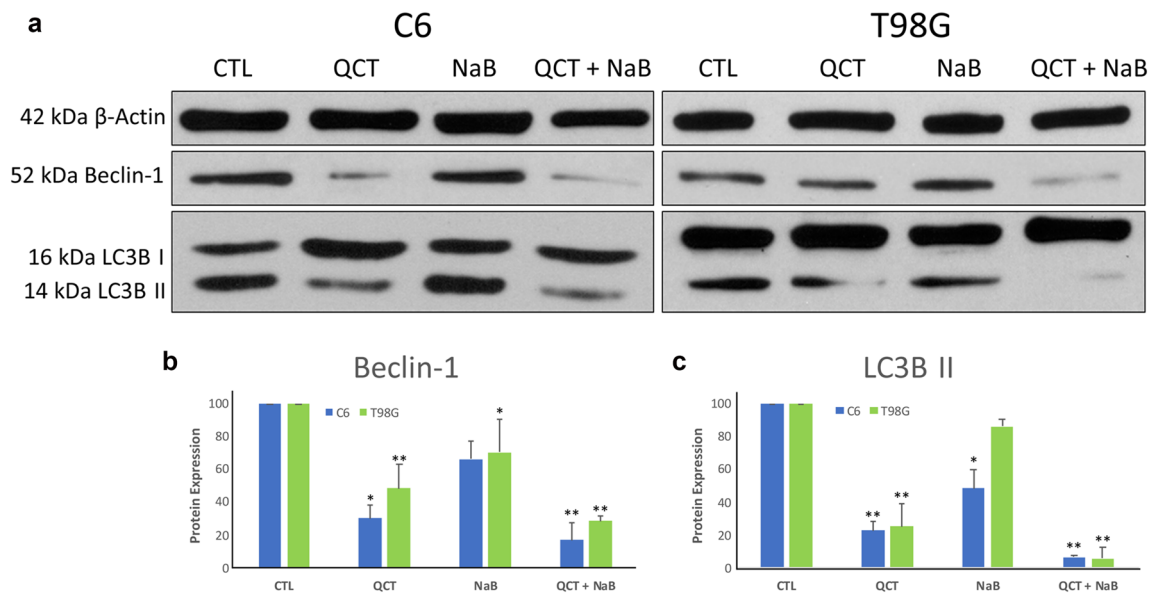 a
C6
T98G
CTL QCT NaB QCT + NaB CTL QCT NaB QCT + NaB
42 kDa β-Actin
52 kDa Beclin-1
16 kDa LC3B I
14 kDa LC3B II
b
Beclin-1
Protein Expression
100
80
60
40
20
0
C6 T98G
*
**
*
**
**
CTL QCT NaB QCT + NaB
c
LC3B II
Protein Expression
100
80
60
40
20
0
C6 T98G
**
**
*
**
**
CTL QCT NaB QCT + NaB